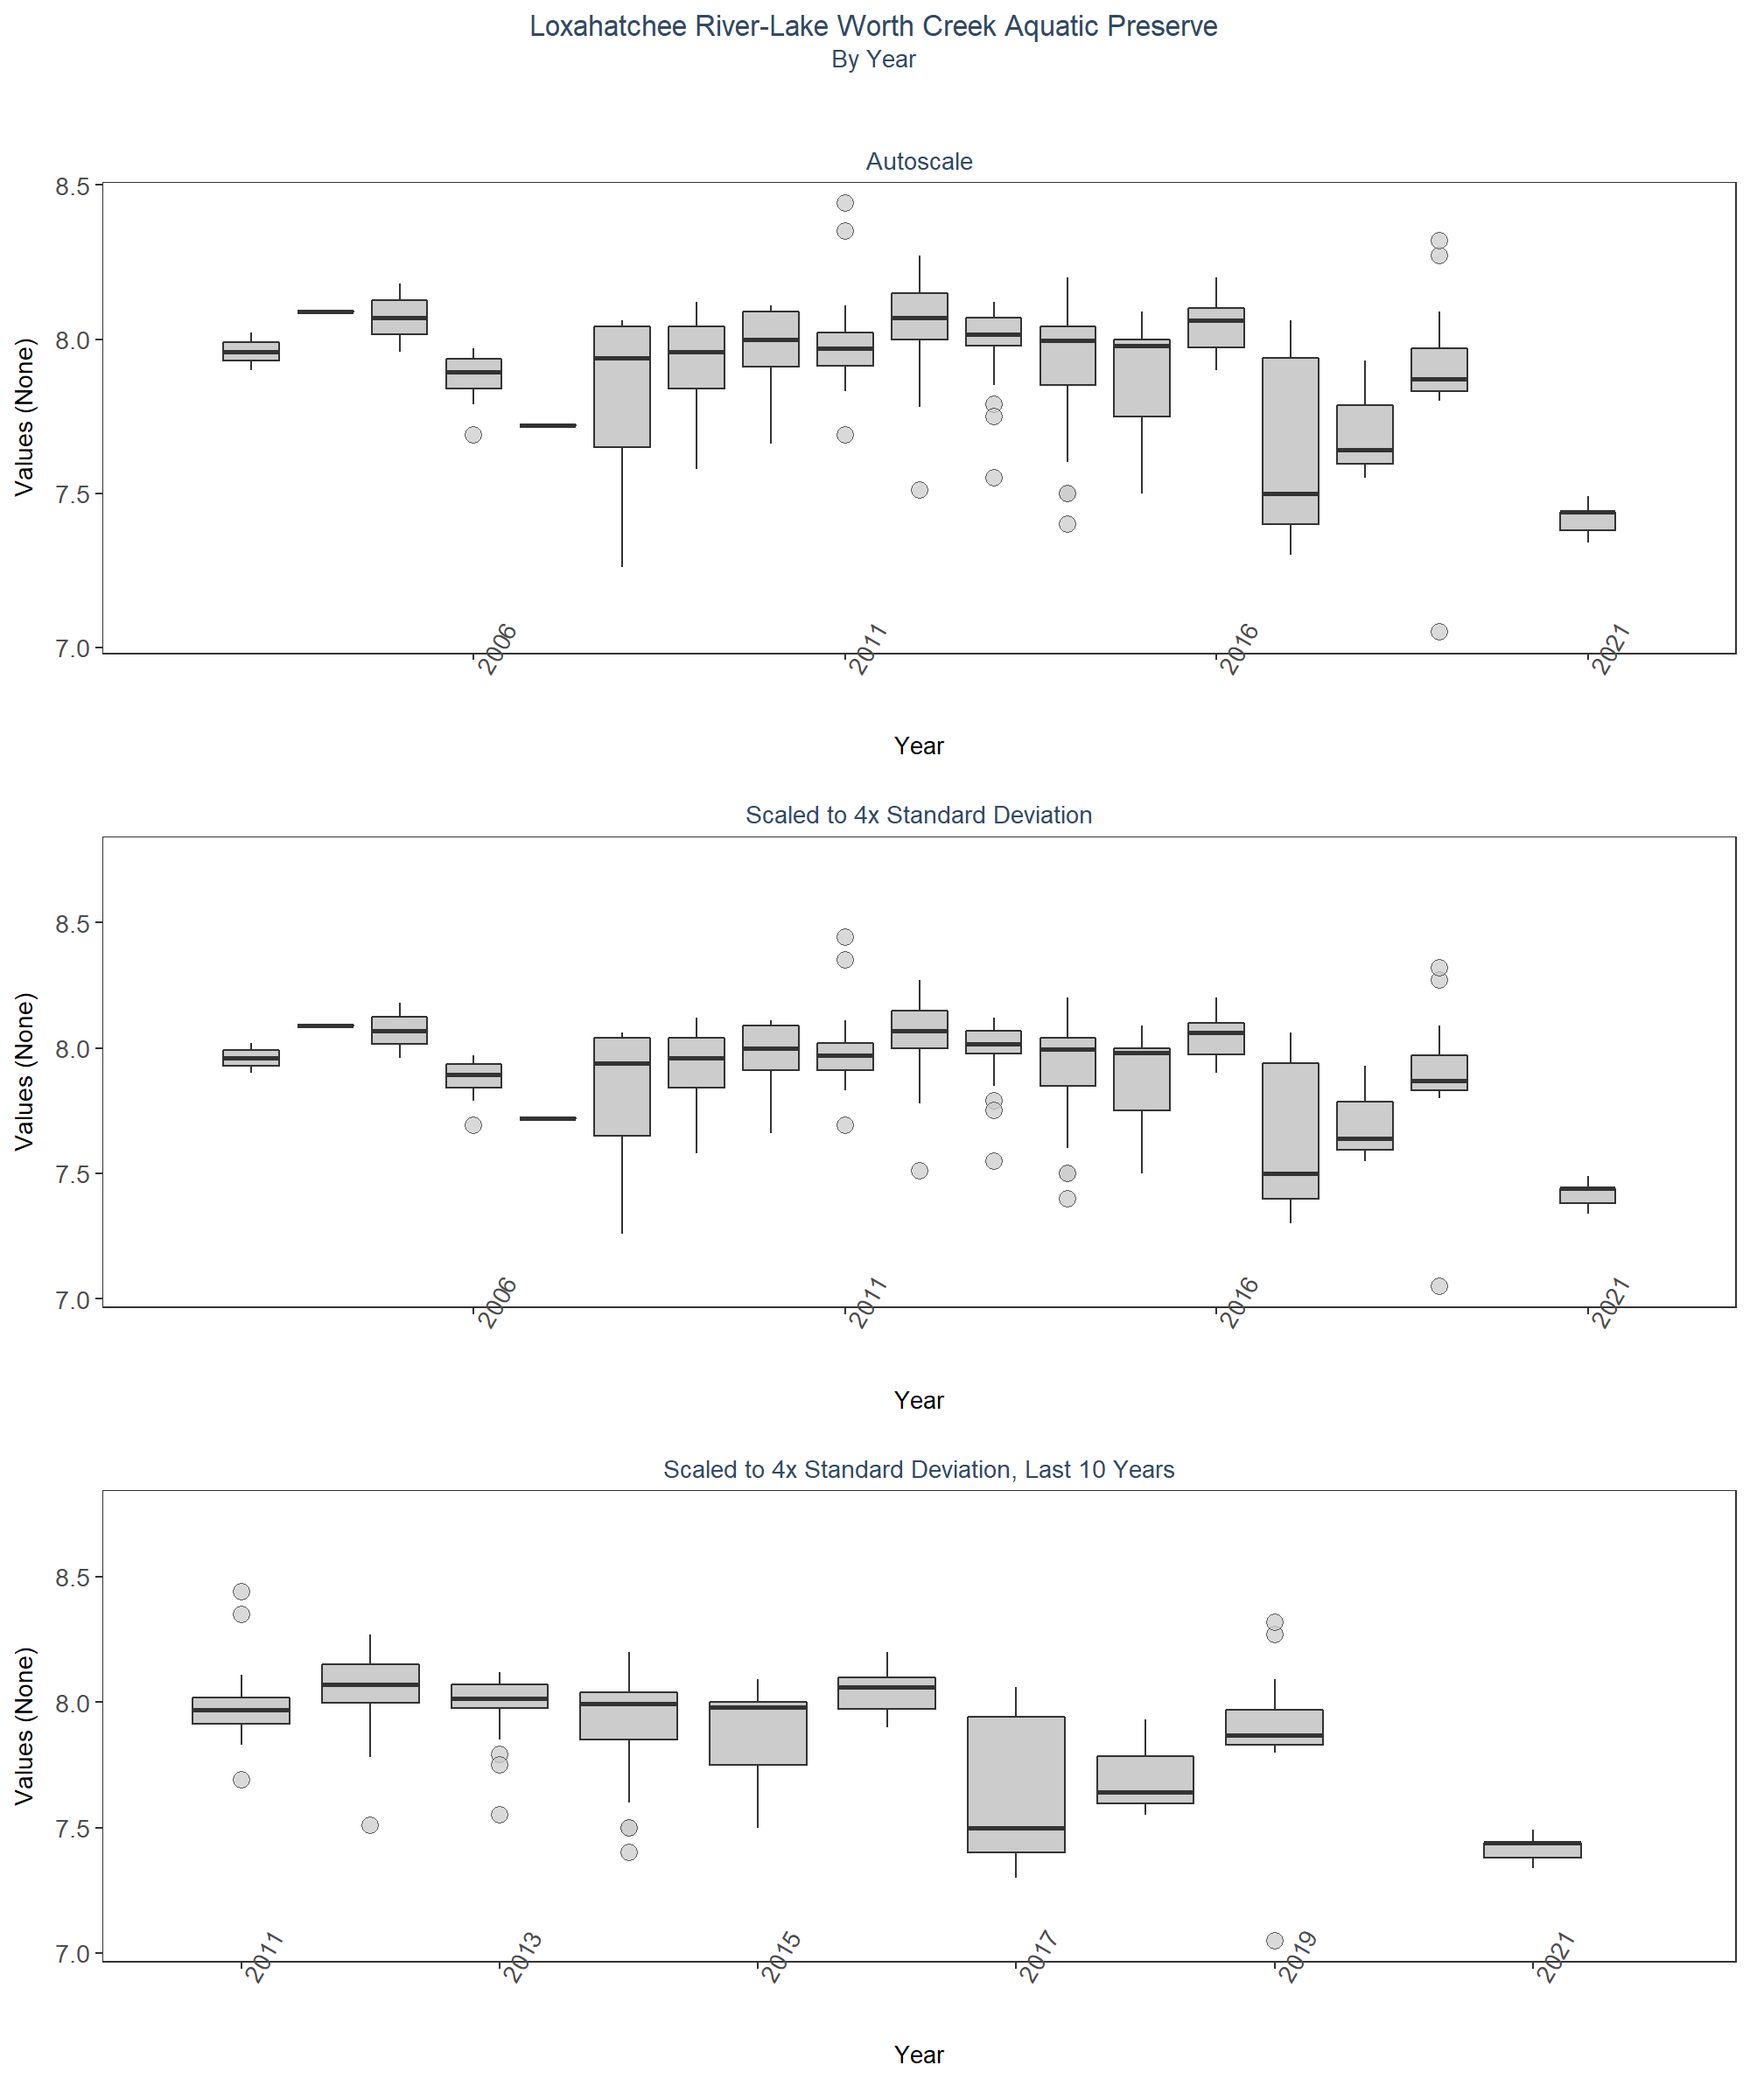 Loxahatchee River-Lake Worth Creek Aquatic Preserve
By Year
Autoscale
Values (None)
8.5
8.0
7.5
7.0
2006
2011
2016
2021
Year
Scaled to 4x Standard Deviation
Values (None)
8.5
8.0
7.5
7.0
2006
2011
2016
2021
Year
Scaled to 4x Standard Deviation, Last 10 Years
Values (None)
8.5
8.0
7.5
7.0
2011
2013
2015
2017
2019
2021
Year